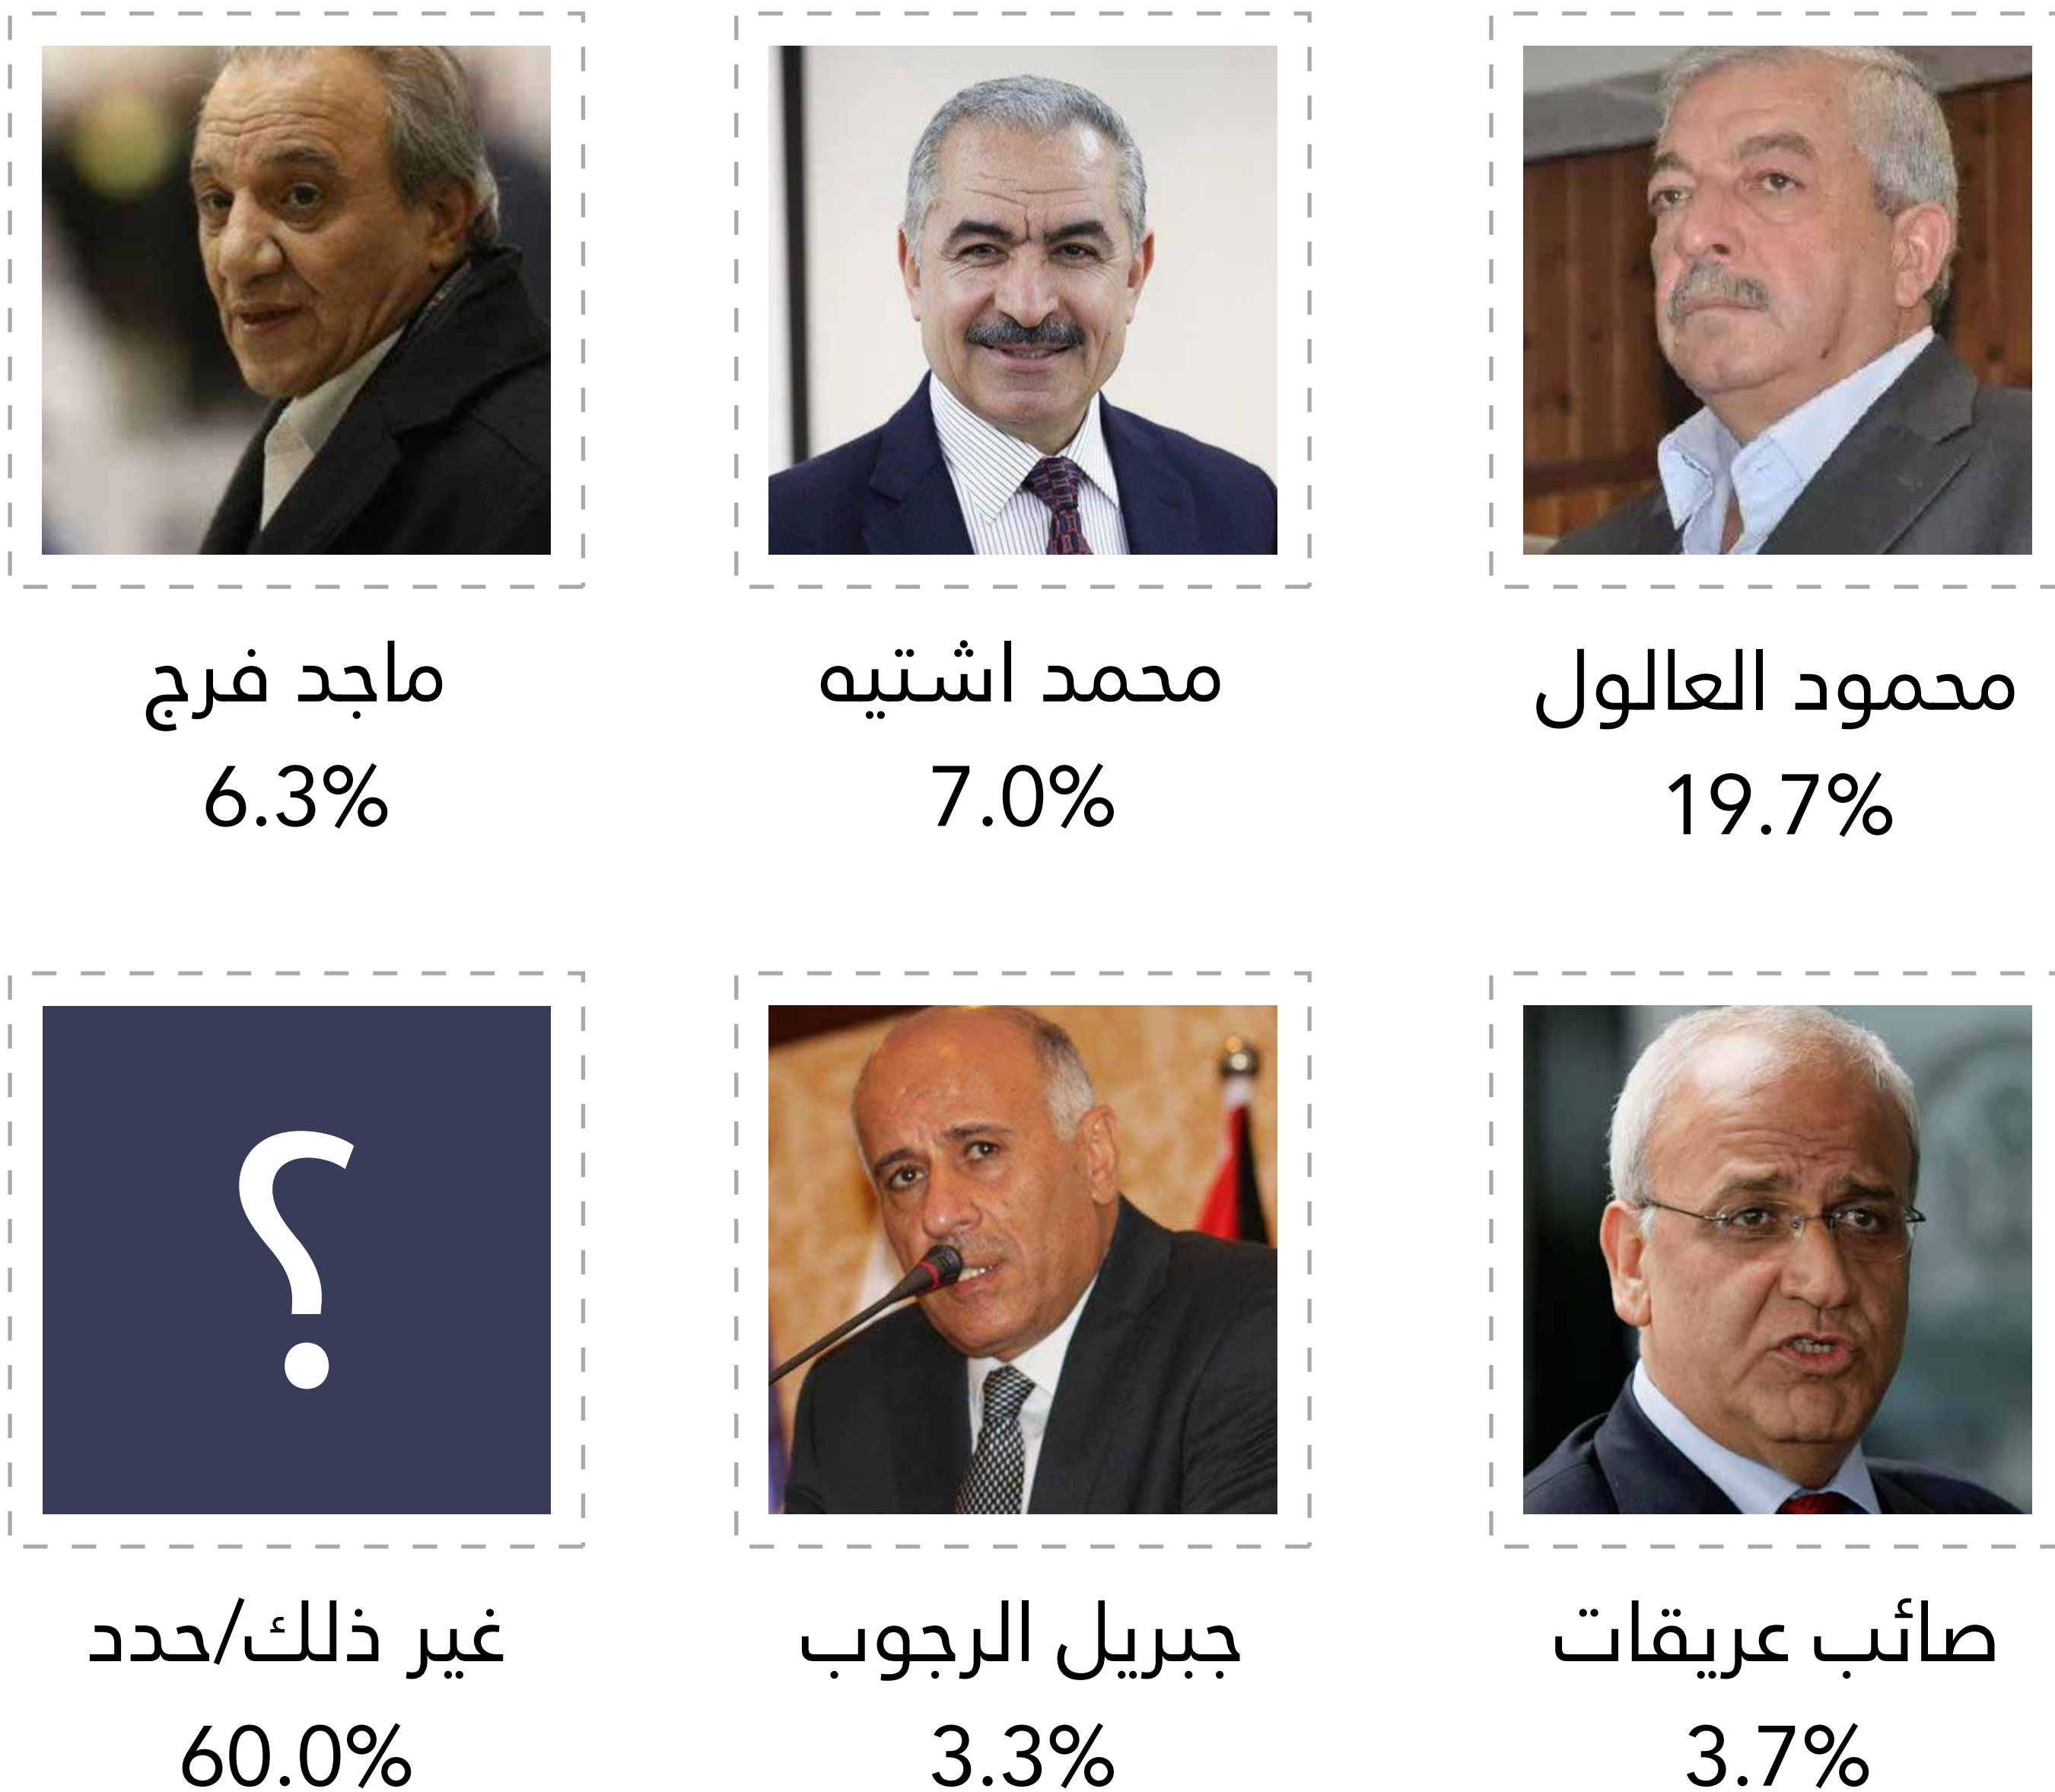 محمود العالول
19.7%
محمد اشتيه
7.0%
ماجد فرج
6.3%
صائب عريقات
3.7%
جبريل الرجوب
3.3%
؟
غير ذلك/حدد
60.0%